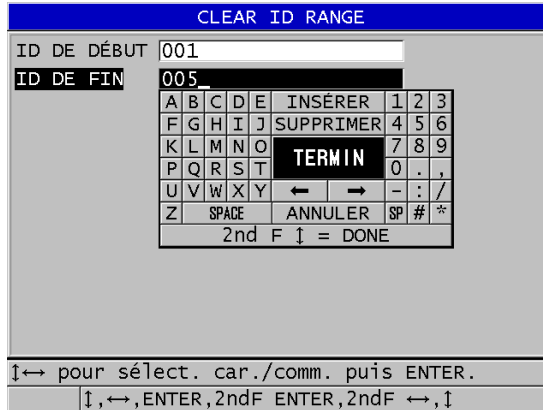 CLEAR ID RANGE
ID DE DÉBUT 001
ID DE FIN 005_
A B C D E INSÉRER 1 2 3
F G H I J SUPPRIMER 4 5 6
K L M N O TERMIN 7 8 9
P Q R S T 0 . ,
U V W X Y ← → - : /
Z SPACE ANNULER SP # *
2nd F ↕ = DONE
↕↔ pour sélect. car./comm. puis ENTER.
↕,↔,ENTER,2ndF ENTER,2ndF ↔,↕